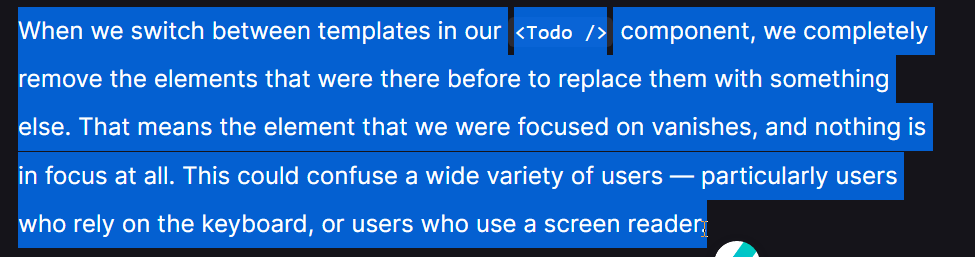 When we switch between templates in our <Todo /> component, we completely
remove the elements that were there before to replace them with something
else. That means the element that we were focused on vanishes, and nothing is
in focus at all. This could confuse a wide variety of users — particularly users
who rely on the keyboard, or users who use a screen reader.